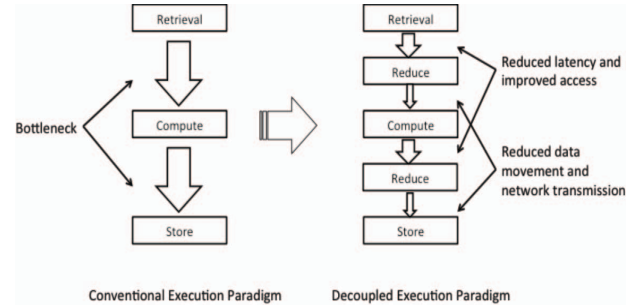 Retrieval
Compute
Store
Bottleneck
Conventional Execution Paradigm
Retrieval
Reduce
Compute
Reduce
Store
Reduced latency and
improved access
Reduced data
movement and
network transmission
Decoupled Execution Paradigm